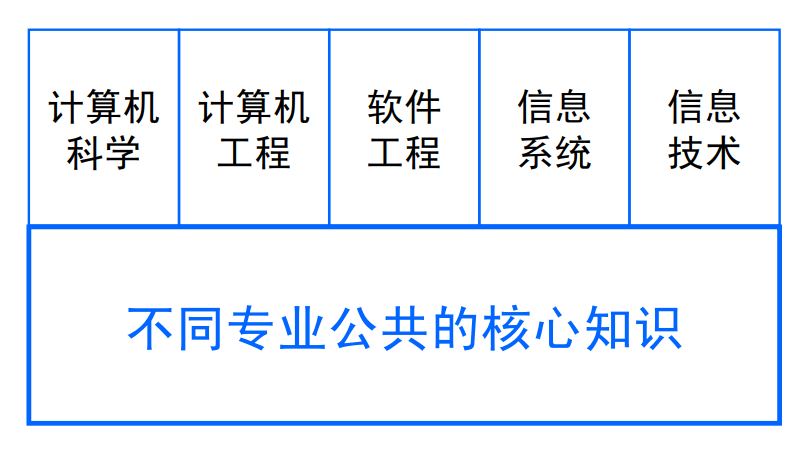 计算机
科学
计算机
工程
软件
工程
信息
系统
信息
技术
不同专业公共的核心知识